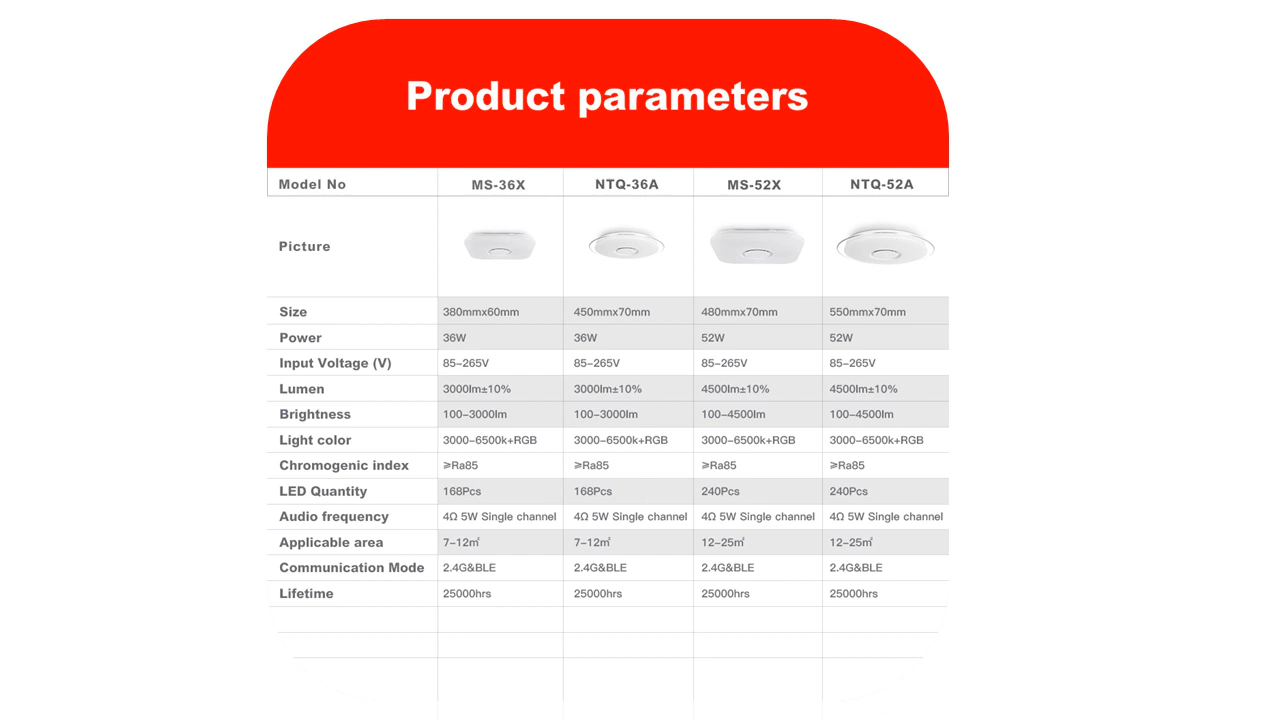 Product parameters
Model No MS-36X NTQ-36A MS-52X NTQ-52A
Picture
Size 380mmx60mm 450mmx70mm 480mmx70mm 550mmx70mm
Power 36W 36W 52W 52W
Input Voltage (V) 85–265V 85–265V 85–265V 85–265V
Lumen 3000lm±10% 3000lm±10% 4500lm±10% 4500lm±10%
Brightness 100–3000lm 100–3000lm 100–4500lm 100–4500lm
Light color 3000–6500k+RGB 3000–6500k+RGB 3000–6500k+RGB 3000–6500k+RGB
Chromogenic index ⩾Ra85 ⩾Ra85 ⩾Ra85 ⩾Ra85
LED Quantity 168Pcs 168Pcs 240Pcs 240Pcs
Audio frequency 4Ω 5W Single channel 4Ω 5W Single channel 4Ω 5W Single channel 4Ω 5W Single channel
Applicable area 7–12㎡ 7–12㎡ 12–25㎡ 12–25㎡
Communication Mode 2.4G&BLE 2.4G&BLE 2.4G&BLE 2.4G&BLE
Lifetime 25000hrs 25000hrs 25000hrs 25000hrs